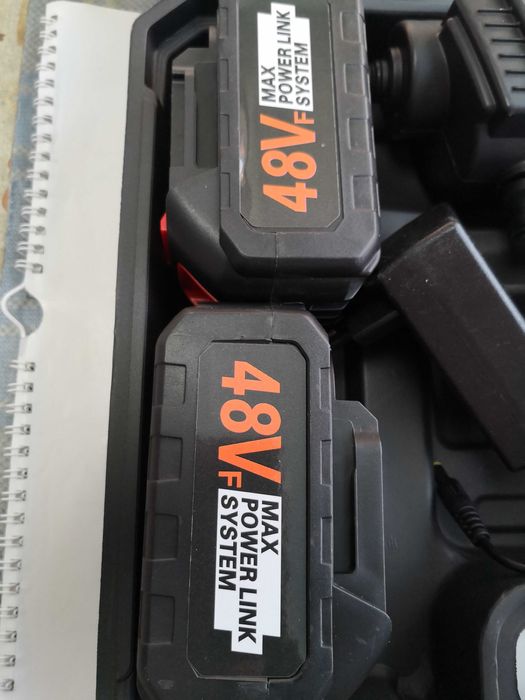 48VF
MAX
POWER LINK
SYSTEM
48VF
MAX
POWER LINK
SYSTEM